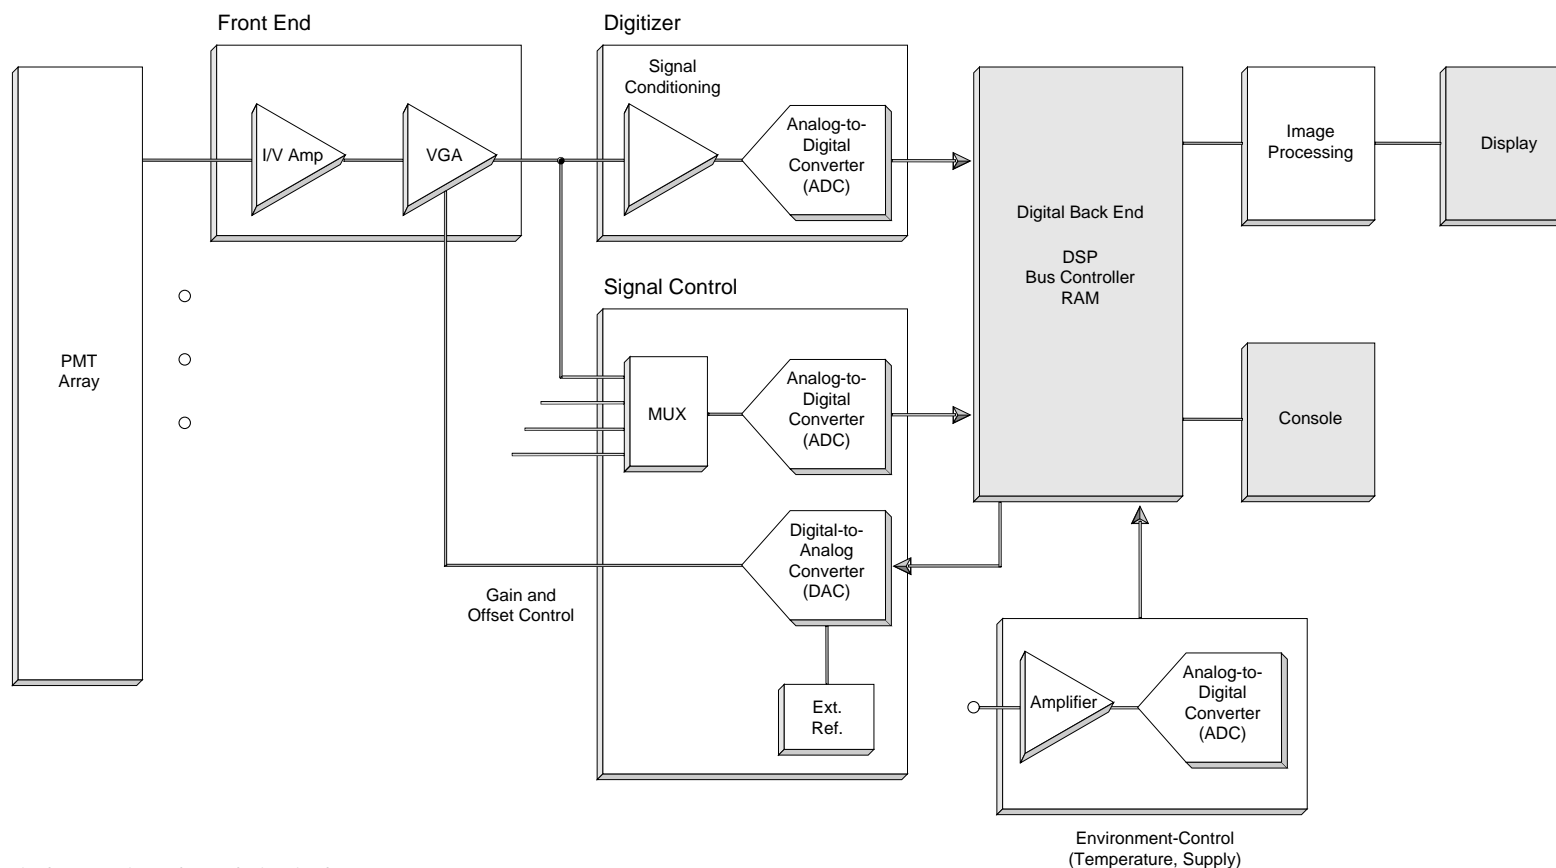 Front End
Digitizer
Signal
Conditioning
I/V Amp
VGA
Analog-to-
Digital
Converter
(ADC)
Image
Processing
Display
Digital Back End
DSP
Bus Controller
RAM
PMT
Array
Signal Control
MUX
Analog-to-
Digital
Converter
(ADC)
Console
Digital-to-
Analog
Converter
(DAC)
Gain and
Offset Control
Ext.
Ref.
Amplifier
Analog-to-
Digital
Converter
(ADC)
Environment-Control
(Temperature, Supply)